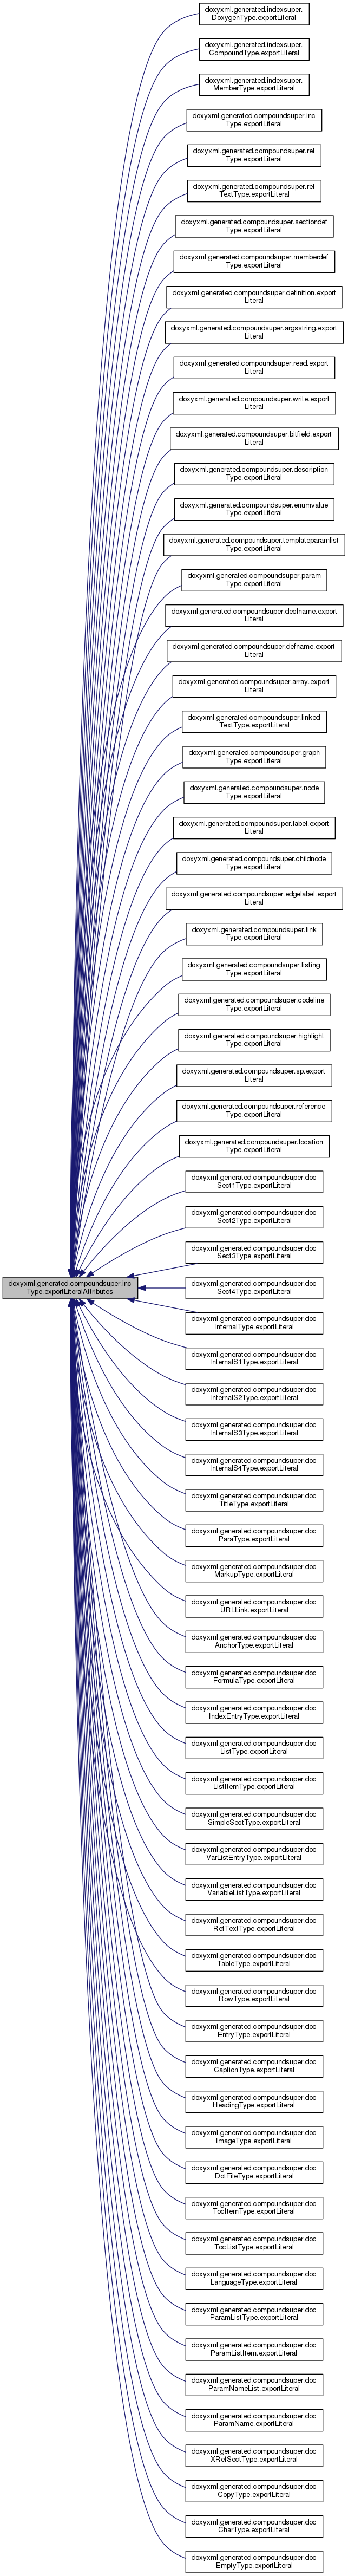 doxyxml.generated.indexsuper.
DoxygenType.exportLiteral
doxyxml.generated.indexsuper.
CompoundType.exportLiteral
doxyxml.generated.indexsuper.
MemberType.exportLiteral
doxyxml.generated.compoundsuper.inc
Type.exportLiteral
doxyxml.generated.compoundsuper.ref
Type.exportLiteral
doxyxml.generated.compoundsuper.ref
TextType.exportLiteral
doxyxml.generated.compoundsuper.sectiondef
Type.exportLiteral
doxyxml.generated.compoundsuper.memberdef
Type.exportLiteral
doxyxml.generated.compoundsuper.definition.export
Literal
doxyxml.generated.compoundsuper.argsstring.export
Literal
doxyxml.generated.compoundsuper.read.export
Literal
doxyxml.generated.compoundsuper.write.export
Literal
doxyxml.generated.compoundsuper.bitfield.export
Literal
doxyxml.generated.compoundsuper.description
Type.exportLiteral
doxyxml.generated.compoundsuper.enumvalue
Type.exportLiteral
doxyxml.generated.compoundsuper.templateparamlist
Type.exportLiteral
doxyxml.generated.compoundsuper.param
Type.exportLiteral
doxyxml.generated.compoundsuper.declname.export
Literal
doxyxml.generated.compoundsuper.defname.export
Literal
doxyxml.generated.compoundsuper.array.export
Literal
doxyxml.generated.compoundsuper.linked
TextType.exportLiteral
doxyxml.generated.compoundsuper.graph
Type.exportLiteral
doxyxml.generated.compoundsuper.node
Type.exportLiteral
doxyxml.generated.compoundsuper.label.export
Literal
doxyxml.generated.compoundsuper.childnode
Type.exportLiteral
doxyxml.generated.compoundsuper.edgelabel.export
Literal
doxyxml.generated.compoundsuper.link
Type.exportLiteral
doxyxml.generated.compoundsuper.listing
Type.exportLiteral
doxyxml.generated.compoundsuper.codeline
Type.exportLiteral
doxyxml.generated.compoundsuper.highlight
Type.exportLiteral
doxyxml.generated.compoundsuper.sp.export
Literal
doxyxml.generated.compoundsuper.reference
Type.exportLiteral
doxyxml.generated.compoundsuper.location
Type.exportLiteral
doxyxml.generated.compoundsuper.doc
Sect1Type.exportLiteral
doxyxml.generated.compoundsuper.doc
Sect2Type.exportLiteral
doxyxml.generated.compoundsuper.doc
Sect3Type.exportLiteral
doxyxml.generated.compoundsuper.inc
Type.exportLiteralAttributes
doxyxml.generated.compoundsuper.doc
Sect4Type.exportLiteral
doxyxml.generated.compoundsuper.doc
InternalType.exportLiteral
doxyxml.generated.compoundsuper.doc
InternalS1Type.exportLiteral
doxyxml.generated.compoundsuper.doc
InternalS2Type.exportLiteral
doxyxml.generated.compoundsuper.doc
InternalS3Type.exportLiteral
doxyxml.generated.compoundsuper.doc
InternalS4Type.exportLiteral
doxyxml.generated.compoundsuper.doc
TitleType.exportLiteral
doxyxml.generated.compoundsuper.doc
ParaType.exportLiteral
doxyxml.generated.compoundsuper.doc
MarkupType.exportLiteral
doxyxml.generated.compoundsuper.doc
URLLink.exportLiteral
doxyxml.generated.compoundsuper.doc
AnchorType.exportLiteral
doxyxml.generated.compoundsuper.doc
FormulaType.exportLiteral
doxyxml.generated.compoundsuper.doc
IndexEntryType.exportLiteral
doxyxml.generated.compoundsuper.doc
ListType.exportLiteral
doxyxml.generated.compoundsuper.doc
ListItemType.exportLiteral
doxyxml.generated.compoundsuper.doc
SimpleSectType.exportLiteral
doxyxml.generated.compoundsuper.doc
VarListEntryType.exportLiteral
doxyxml.generated.compoundsuper.doc
VariableListType.exportLiteral
doxyxml.generated.compoundsuper.doc
RefTextType.exportLiteral
doxyxml.generated.compoundsuper.doc
TableType.exportLiteral
doxyxml.generated.compoundsuper.doc
RowType.exportLiteral
doxyxml.generated.compoundsuper.doc
EntryType.exportLiteral
doxyxml.generated.compoundsuper.doc
CaptionType.exportLiteral
doxyxml.generated.compoundsuper.doc
HeadingType.exportLiteral
doxyxml.generated.compoundsuper.doc
ImageType.exportLiteral
doxyxml.generated.compoundsuper.doc
DotFileType.exportLiteral
doxyxml.generated.compoundsuper.doc
TocItemType.exportLiteral
doxyxml.generated.compoundsuper.doc
TocListType.exportLiteral
doxyxml.generated.compoundsuper.doc
LanguageType.exportLiteral
doxyxml.generated.compoundsuper.doc
ParamListType.exportLiteral
doxyxml.generated.compoundsuper.doc
ParamListItem.exportLiteral
doxyxml.generated.compoundsuper.doc
ParamNameList.exportLiteral
doxyxml.generated.compoundsuper.doc
ParamName.exportLiteral
doxyxml.generated.compoundsuper.doc
XRefSectType.exportLiteral
doxyxml.generated.compoundsuper.doc
CopyType.exportLiteral
doxyxml.generated.compoundsuper.doc
CharType.exportLiteral
doxyxml.generated.compoundsuper.doc
EmptyType.exportLiteral